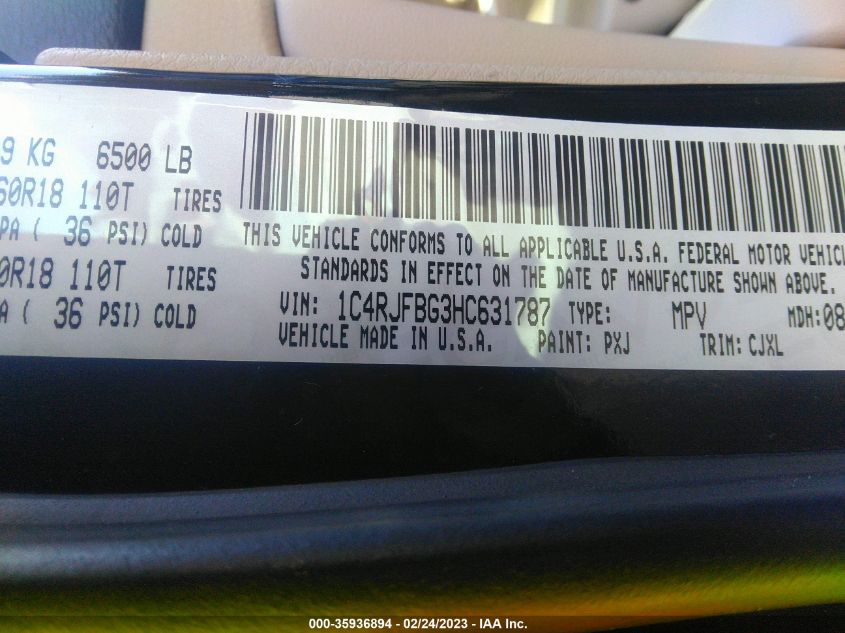 9 KG 6500 LB
60R18 110T TIRES
PA ( 36 PSI) COLD
0R18 110T TIRES
A ( 36 PSI) COLD
THIS VEHICLE CONFORMS TO ALL APPLICABLE U.S.A. FEDERAL MOTOR VEHICL
STANDARDS IN EFFECT ON THE DATE OF MANUFACTURE SHOWN ABOVE.
VIN: 1C4RJFBG3HC631787 TYPE: MPV MDH:08
VEHICLE MADE IN U.S.A. PAINT: PXJ TRIM: CJXL
000-35936894 - 02/24/2023 - IAA Inc.